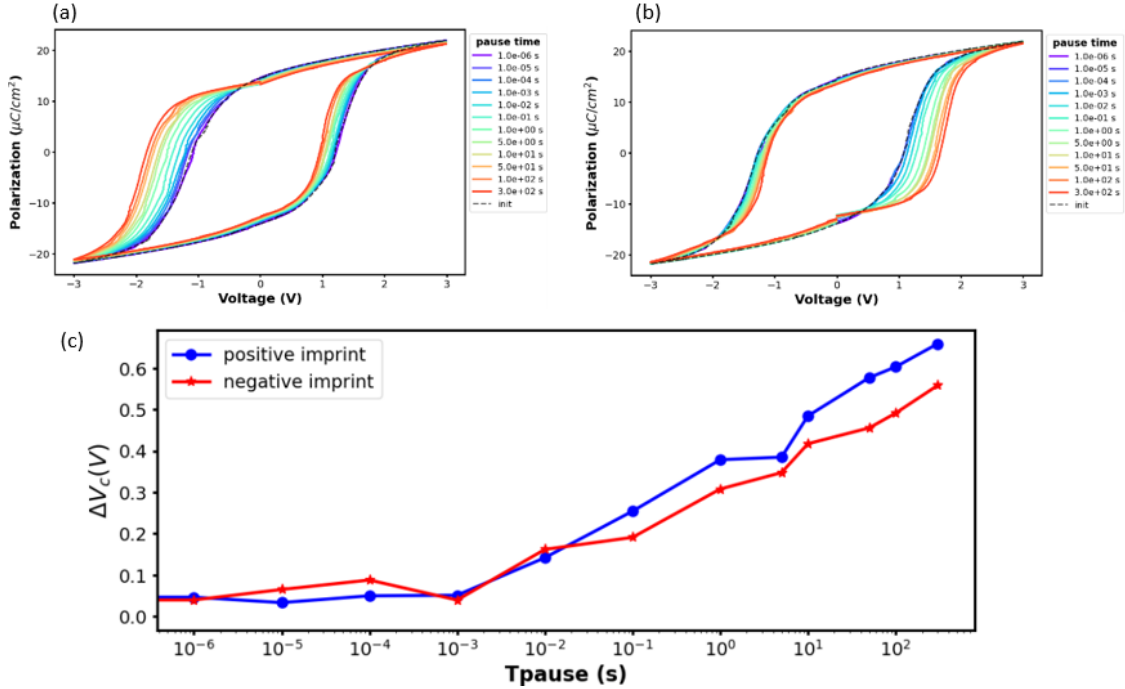 (a)
Polarization (μC/cm²)
20
10
0
−10
−20
−3
−2
−1
0
1
2
3
Voltage (V)
pause time
1.0e-06 s
1.0e-05 s
1.0e-04 s
1.0e-03 s
1.0e-02 s
1.0e-01 s
1.0e+00 s
5.0e+00 s
1.0e+01 s
5.0e+01 s
1.0e+02 s
3.0e+02 s
init
(b)
Polarization (μC/cm²)
20
10
0
−10
−20
−3
−2
−1
0
1
2
3
Voltage (V)
pause time
1.0e-06 s
1.0e-05 s
1.0e-04 s
1.0e-03 s
1.0e-02 s
1.0e-01 s
1.0e+00 s
5.0e+00 s
1.0e+01 s
5.0e+01 s
1.0e+02 s
3.0e+02 s
init
(c)
positive imprint
negative imprint
ΔVc(V)
0.6
0.5
0.4
0.3
0.2
0.1
0.0
10⁻⁶
10⁻⁵
10⁻⁴
10⁻³
10⁻²
10⁻¹
10⁰
10¹
10²
Tpause (s)